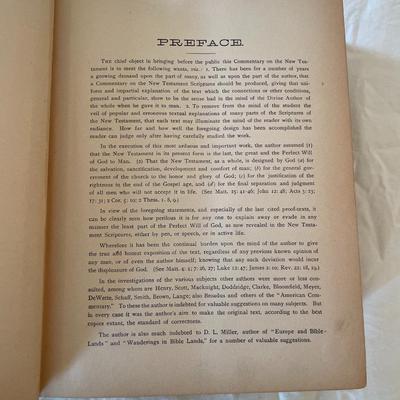 PREFACE.
THE chief object in bringing before the public this Commentary on the New Tes-
tament is to meet the following wants, viz.: 1. There has been for a number of years
a growing demand upon the part of many, as well as upon the part of the author, that
a Commentary on the New Testament Scriptures should be produced, giving that uni-
form and impartial explanation of the text which the connections or other conditions,
general and particular, show to be the sense had in the mind of the Divine Author of
the whole when he gave it to man. 2. To remove from the mind of the student the veil
of popular and erroneous textual explanations of many parts of the Scriptures of
the New Testament, that each text may illuminate the mind of the reader with its own
radiance. How far and how well the foregoing design has been accomplished the
reader can judge only after having carefully studied the work.
In the execution of this most arduous and important work, the author assumed (1)
that the New Testament in its present form is the last, the great and the Perfect Will
of God to Man. (2) That the New Testament, as a whole, is designed by God (a) for
the salvation, sanctification, development and comfort of man; (b) for the general gov-
ernment of the church to the honor and glory of God; (c) for the justification of the
righteous in the end of the Gospel age, and (d) for the final separation and judgment
of all men who will not accept it in life. (See Matt. 25: 41-46; John 12: 48; Acts 3: 23;
17: 31; 2 Cor. 5: 10; 2 Thess. 1. 8, 9.)
In view of the foregoing statements, and especially of the last cited proof-texts, it
can be clearly seen how perilous it is for any one to explain away or evade in any
manner the least part of the Perfect Will of God, as now revealed in the New Testa-
ment Scriptures, either by pen, or speech, or in active life.
Wherefore it has been the continual burden upon the mind of the author to give
the true and honest exposition of the text, regardless of any previous known opinion
of any man, or of even the author himself; knowing that any such deviation would incur
the displeasure of God. (See Matt. 5: 7; 26, 27; Luke 12: 47; James 2: 10; Rev. 22: 18, 19.)
In the investigations of the various subjects other authors were more or less con-
sulted, among whom are Henry, Scott, Macknight, Doddridge, Clarke, Bloomfield, Meyer,
DeWette, Schaff, Smith, Brown, Lange; also Broadus and others of the "American Com-
mentary." To these the author is indebted for valuable suggestions on many subjects. But
in every case it was the author's aim to make the original text, according to the best
copies extant, the standard of correctness.
The author is also much indebted to D. L. Miller, author of "Europe and Bible-
Lands" and "Wanderings in Bible Lands," for a number of valuable suggestions.